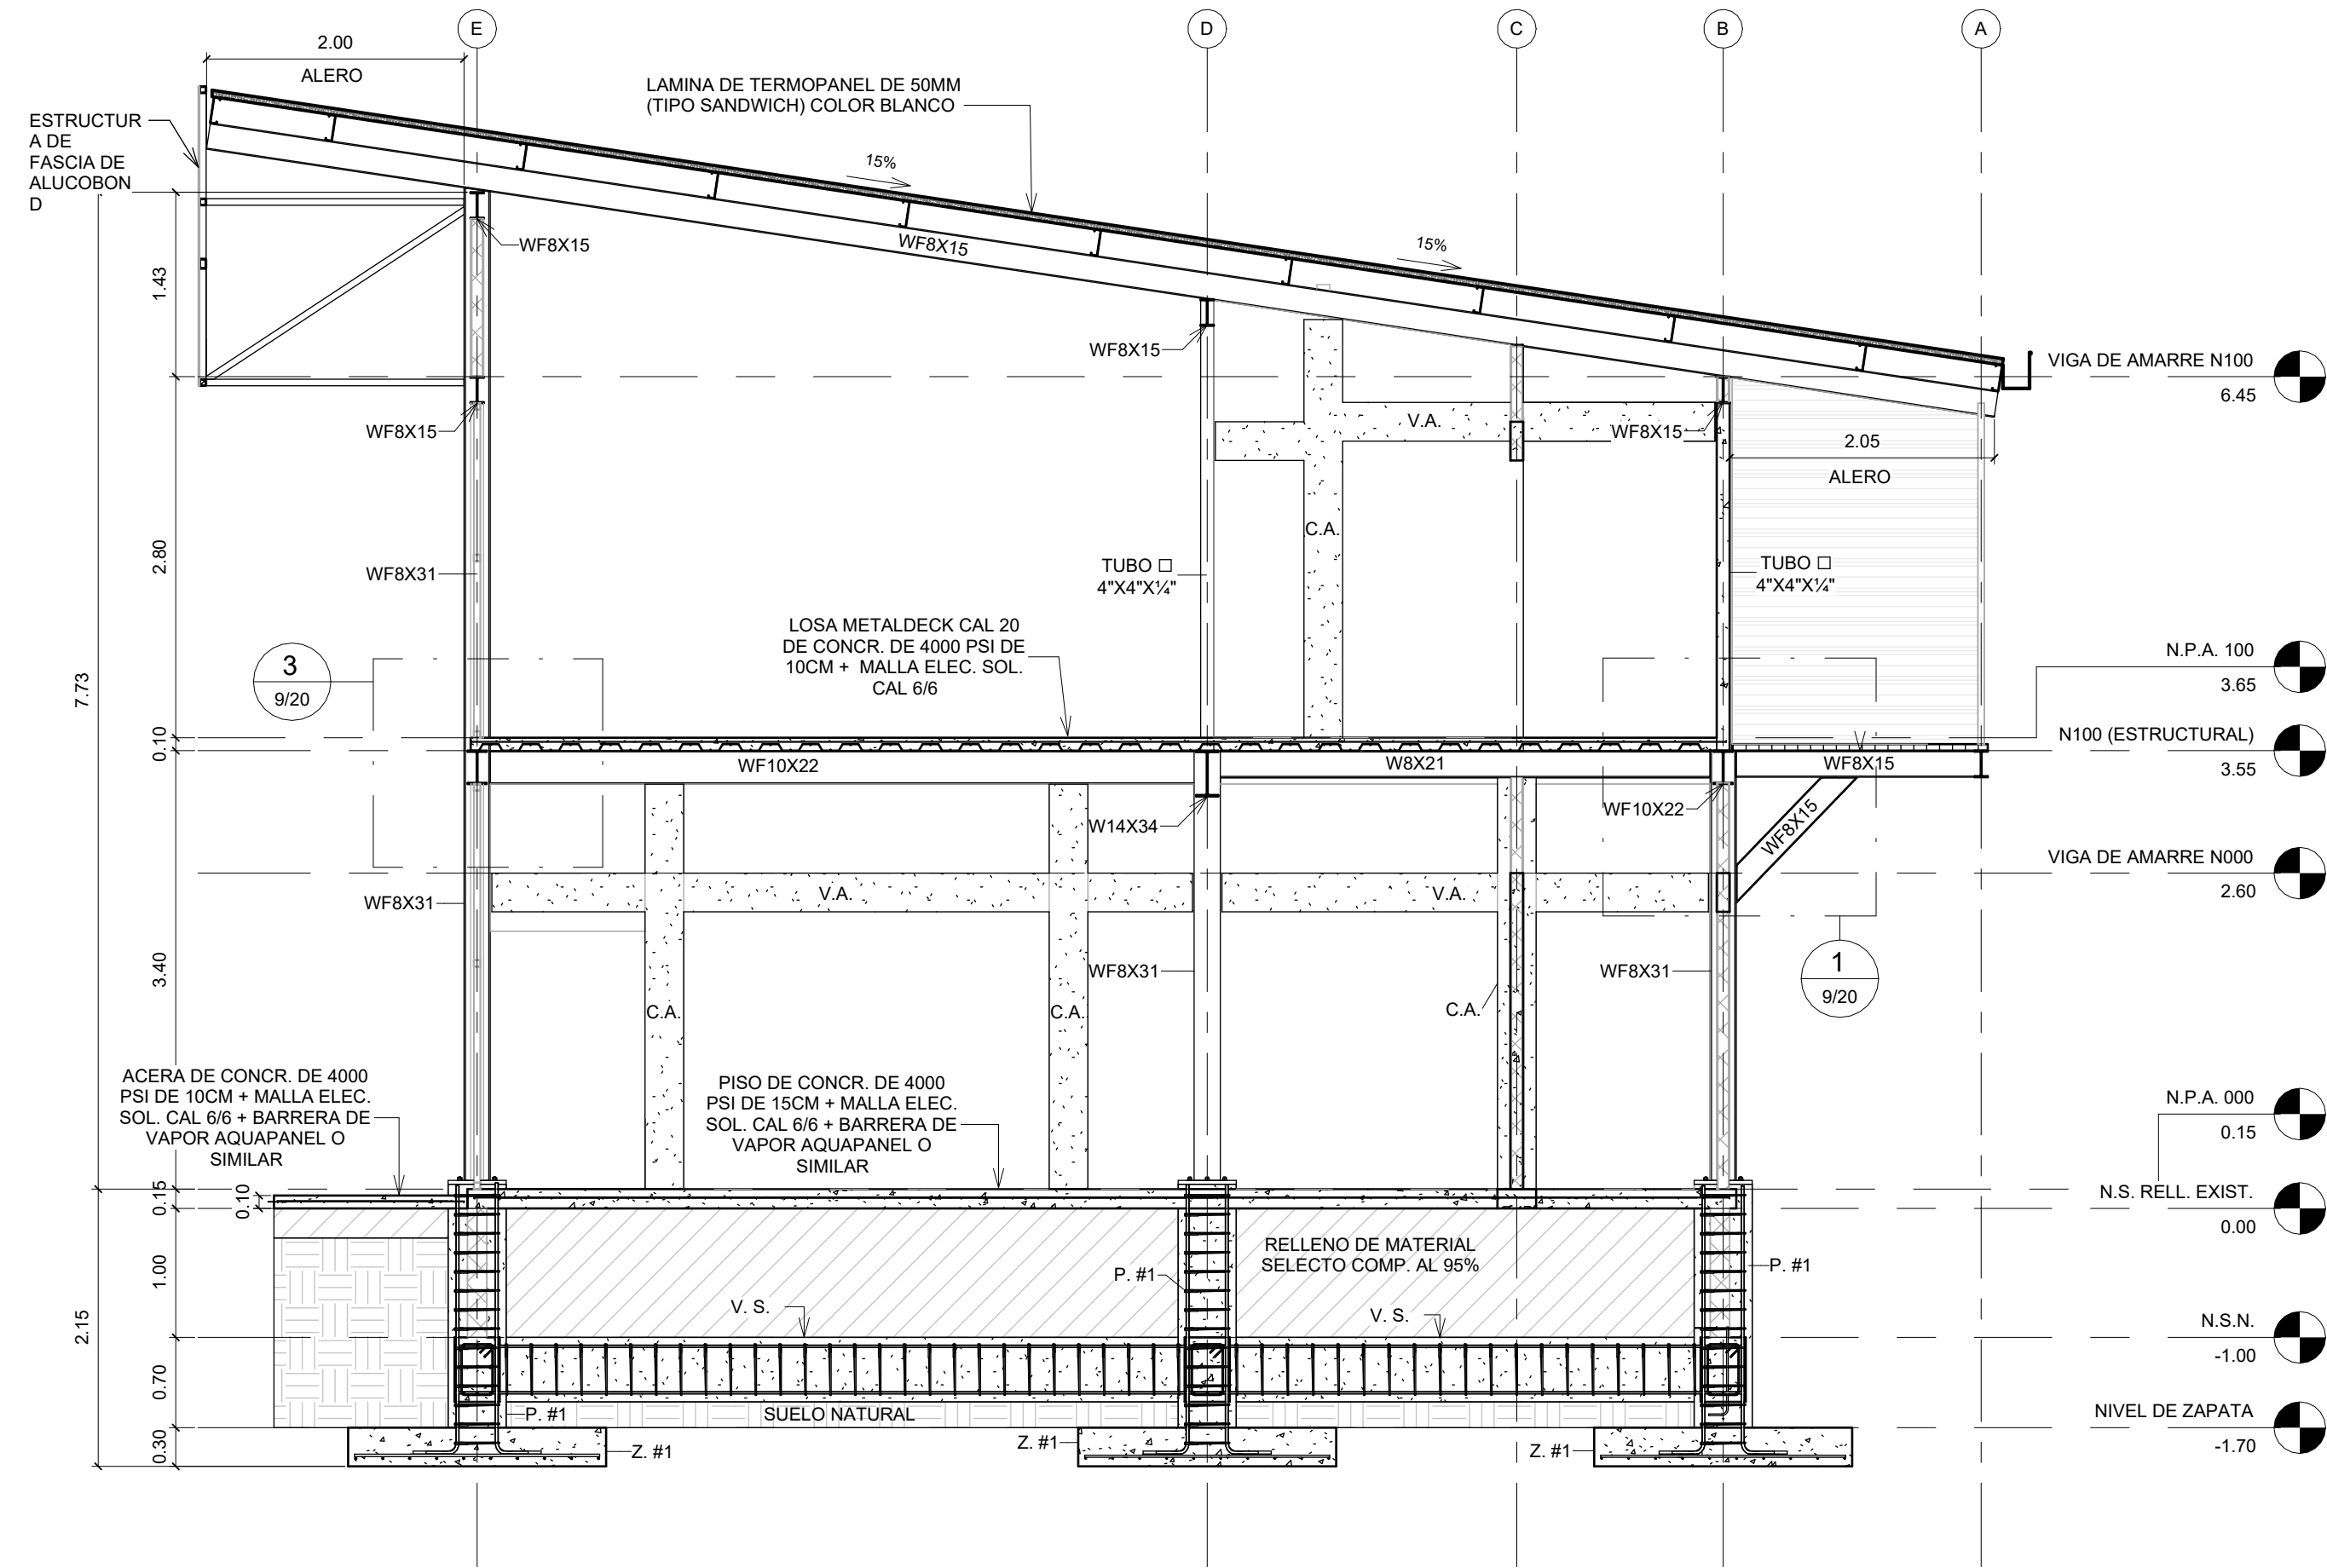 E
D
C
B
A
2.00
ALERO
LAMINA DE TERMOPANEL DE 50MM
(TIPO SANDWICH) COLOR BLANCO
ESTRUCTUR
A DE
FASCIA DE
ALUCOBON
D
15%
15%
WF8X15
WF8X15
1.43
WF8X15
VIGA DE AMARRE N100
6.45
WF8X15
V.A.
WF8X15
2.05
ALERO
C.A.
2.80
WF8X31
TUBO □
4"X4"X¼"
TUBO □
4"X4"X¼"
LOSA METALDECK CAL 20
DE CONCR. DE 4000 PSI DE
10CM + MALLA ELEC. SOL.
CAL 6/6
3
9/20
7.73
N.P.A. 100
3.65
0.10
N100 (ESTRUCTURAL)
3.55
WF10X22
W8X21
WF8X15
W14X34
WF10X22
WF8X15
VIGA DE AMARRE N000
2.60
V.A.
V.A.
WF8X31
3.40
WF8X31
WF8X31
1
9/20
C.A.
C.A.
C.A.
ACERA DE CONCR. DE 4000
PSI DE 10CM + MALLA ELEC.
SOL. CAL 6/6 + BARRERA DE
VAPOR AQUAPANEL O
SIMILAR
PISO DE CONCR. DE 4000
PSI DE 15CM + MALLA ELEC.
SOL. CAL 6/6 + BARRERA DE
VAPOR AQUAPANEL O
SIMILAR
N.P.A. 000
0.15
0.15
0.10
N.S. RELL. EXIST.
0.00
RELLENO DE MATERIAL
SELECTO COMP. AL 95%
1.00
P. #1
P. #1
2.15
V. S.
V. S.
N.S.N.
-1.00
0.70
P. #1
SUELO NATURAL
NIVEL DE ZAPATA
-1.70
0.30
Z. #1
Z. #1
Z. #1